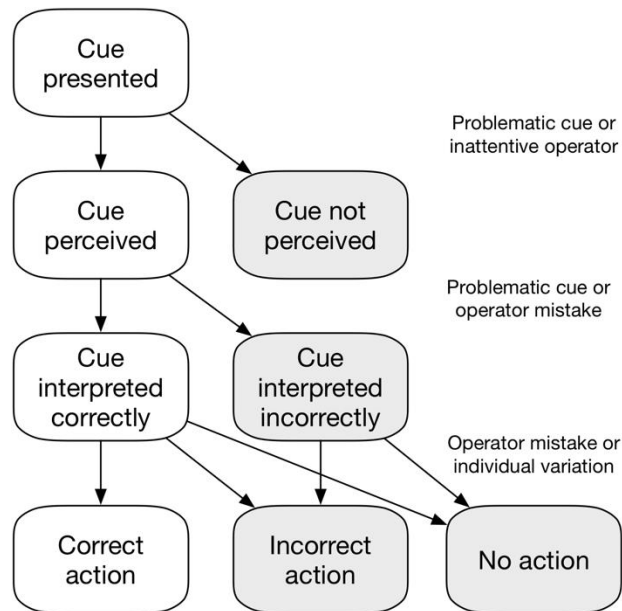 Cue
presented
Problematic cue or
inattentive operator
Cue
perceived
Cue not
perceived
Problematic cue or
operator mistake
Cue
interpreted
correctly
Cue
interpreted
incorrectly
Operator mistake or
individual variation
Correct
action
Incorrect
action
No action